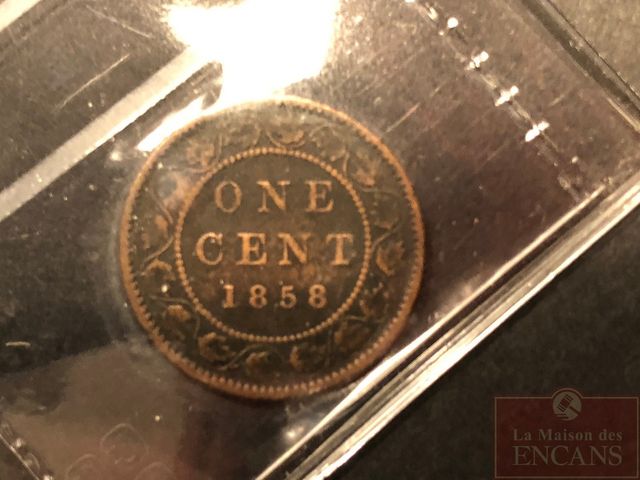 ONE
CENT
1858
La Maison des
ENCANS